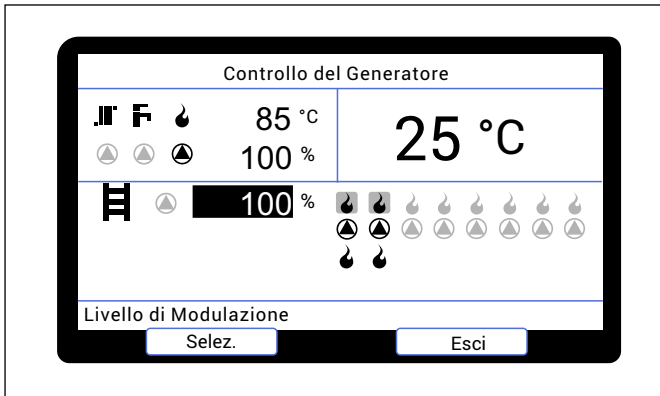 Controllo del Generatore
85 °C
100 %
25 °C
100 %
Livello di Modulazione
Selez.
Esci